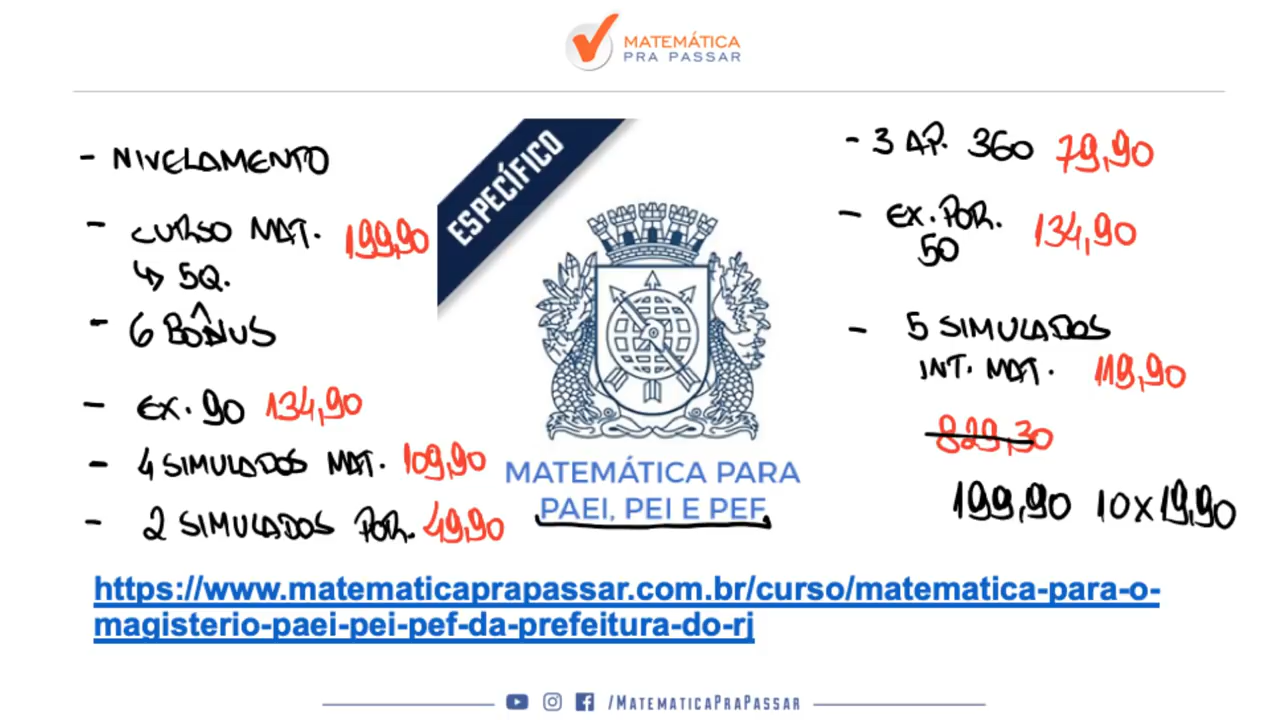 MATEMÁTICA
PRA PASSAR
- NIVELAMENTO
- CURSO MAT. 199,90
↳ 5Q.
- 6 BÔNUS
- EX. 90 134,90
- 4 SIMULADOS MAT. 109,90
- 2 SIMULADOS POR. 49,90
ESPECÍFICO
MATEMÁTICA PARA
PAEI, PEI E PEF
- 3 AP. 360 79,90
- EX. POR. 134,90
50
- 5 SIMULADOS
INT. MAT. 119,90
829,30
199,90 10x19,90
https://www.matematicaprapassar.com.br/curso/matematica-para-o-
magisterio-paei-pei-pef-da-prefeitura-do-rj
/MATEMATICAPRAPASSAR